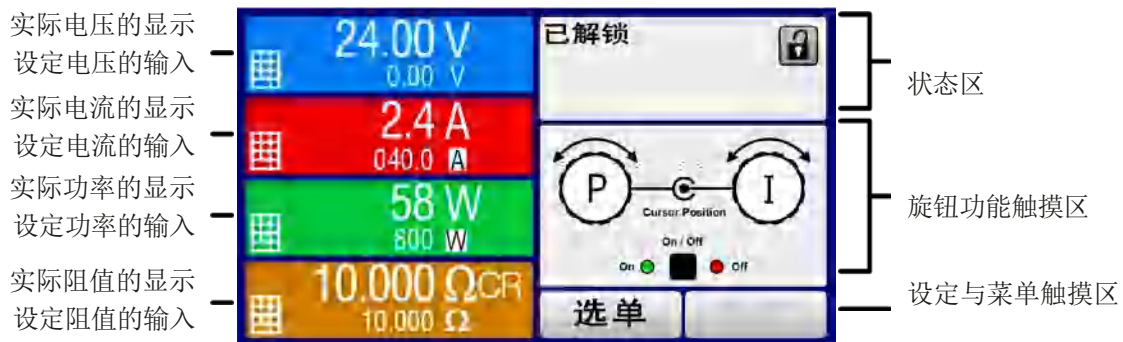 实际电压的显示
设定电压的输入
实际电流的显示
设定电流的输入
实际功率的显示
设定功率的输入
实际阻值的显示
设定阻值的输入
24.00 V
0.00 V
2.4 A
040.0 A
58 W
800 W
10.000 ΩCR
10.000 Ω
已解锁
P
I
Cursor Position
On / Off
On
Off
选单
状态区
旋钮功能触摸区
设定与菜单触摸区